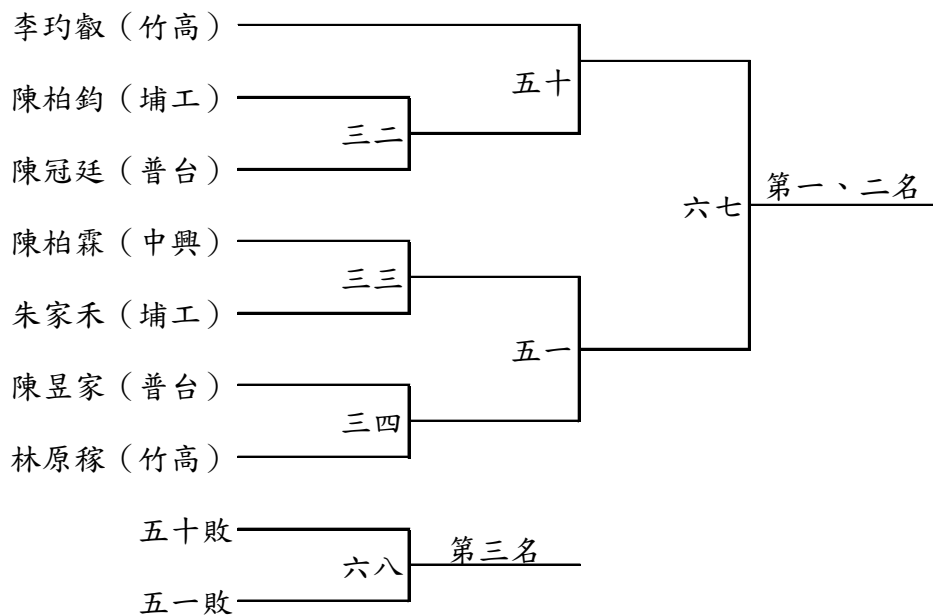 李玓叡（竹高）
五十
陳柏鈞（埔工）
三二
陳冠廷（普台）
第一、二名
六七
陳柏霖（中興）
三三
朱家禾（埔工）
五一
陳昱家（普台）
三四
林原稼（竹高）
五十敗
六八
第三名
五一敗